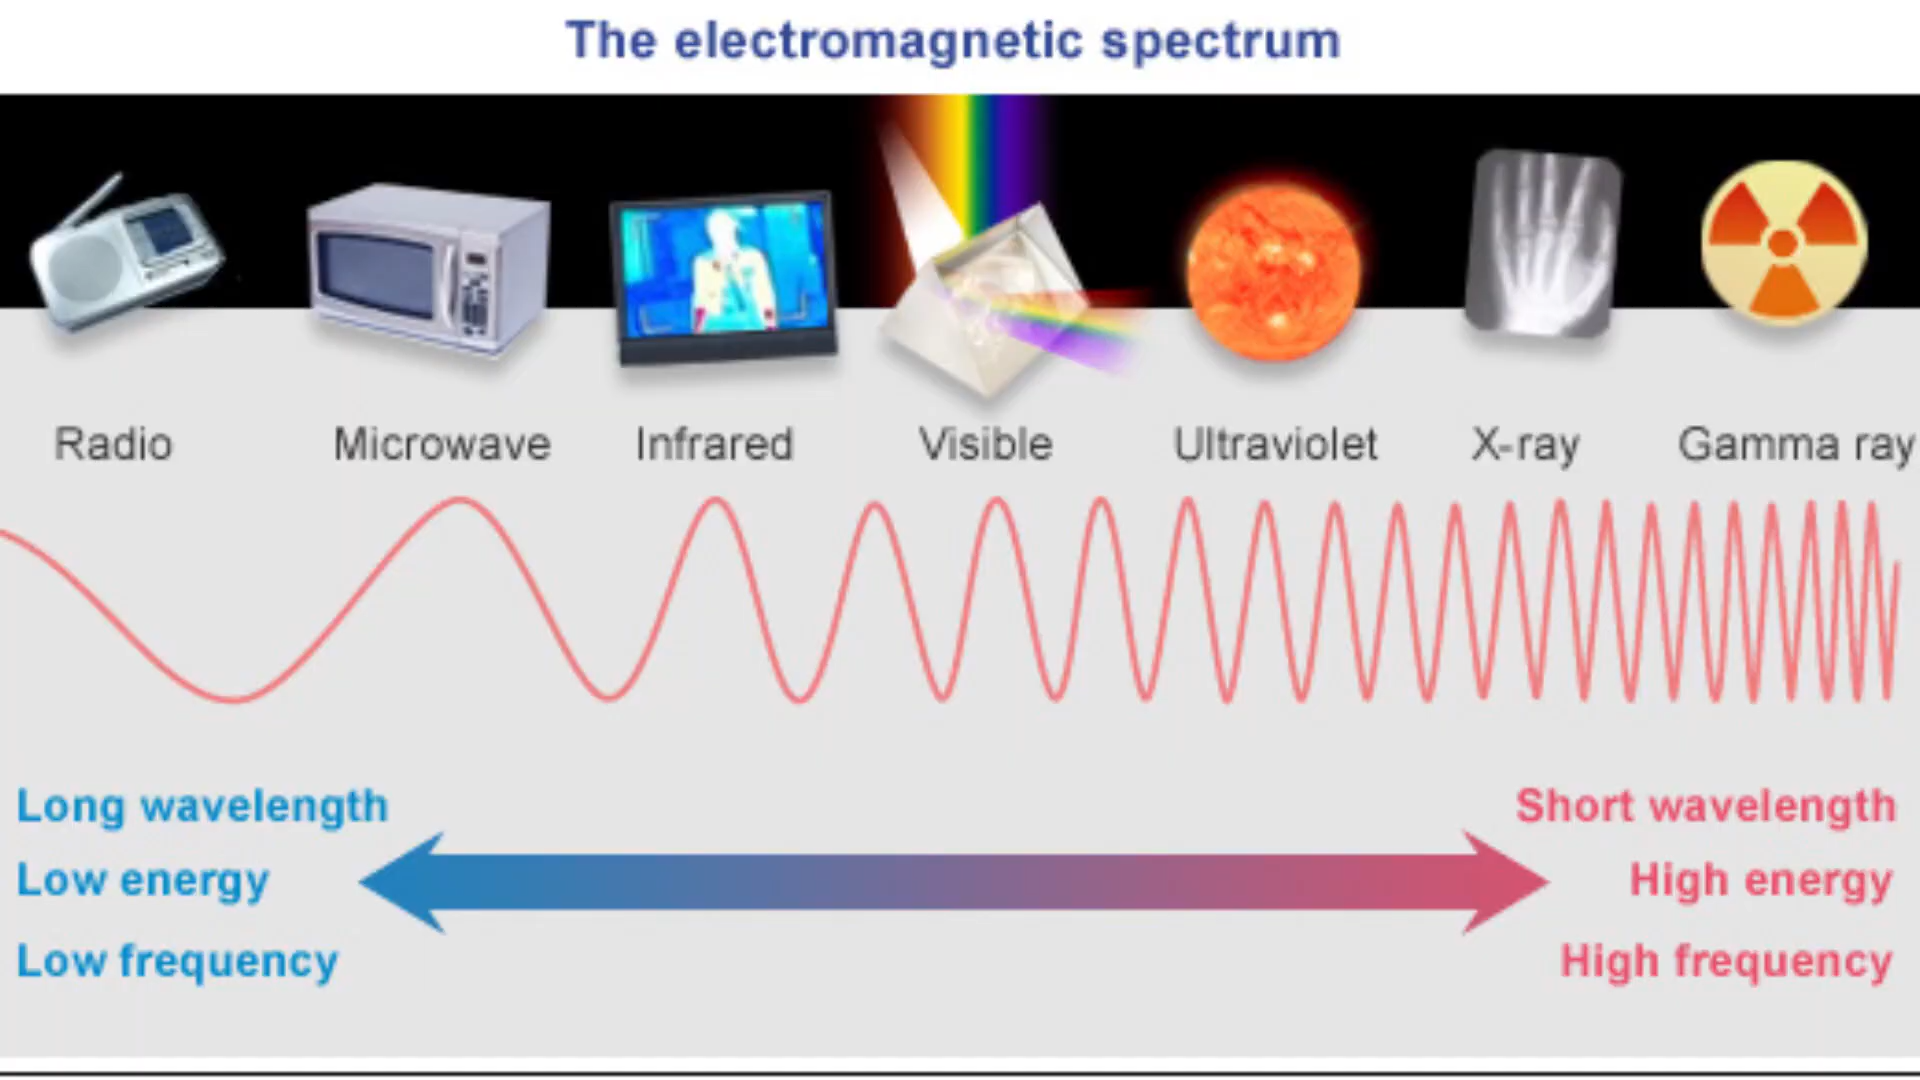 The electromagnetic spectrum
Radio
Microwave
Infrared
Visible
Ultraviolet
X-ray
Gamma ray
Long wavelength
Low energy
Low frequency
Short wavelength
High energy
High frequency